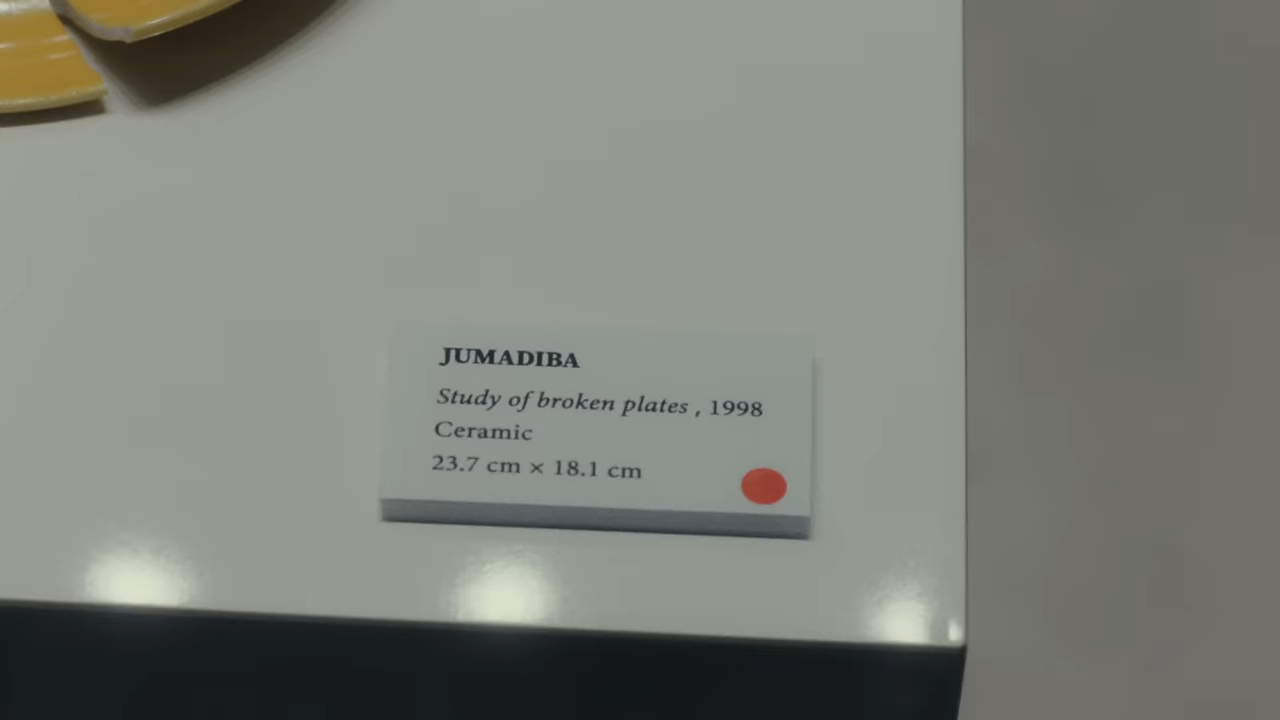 JUMADIBA
Study of broken plates , 1998
Ceramic
23.7 cm × 18.1 cm